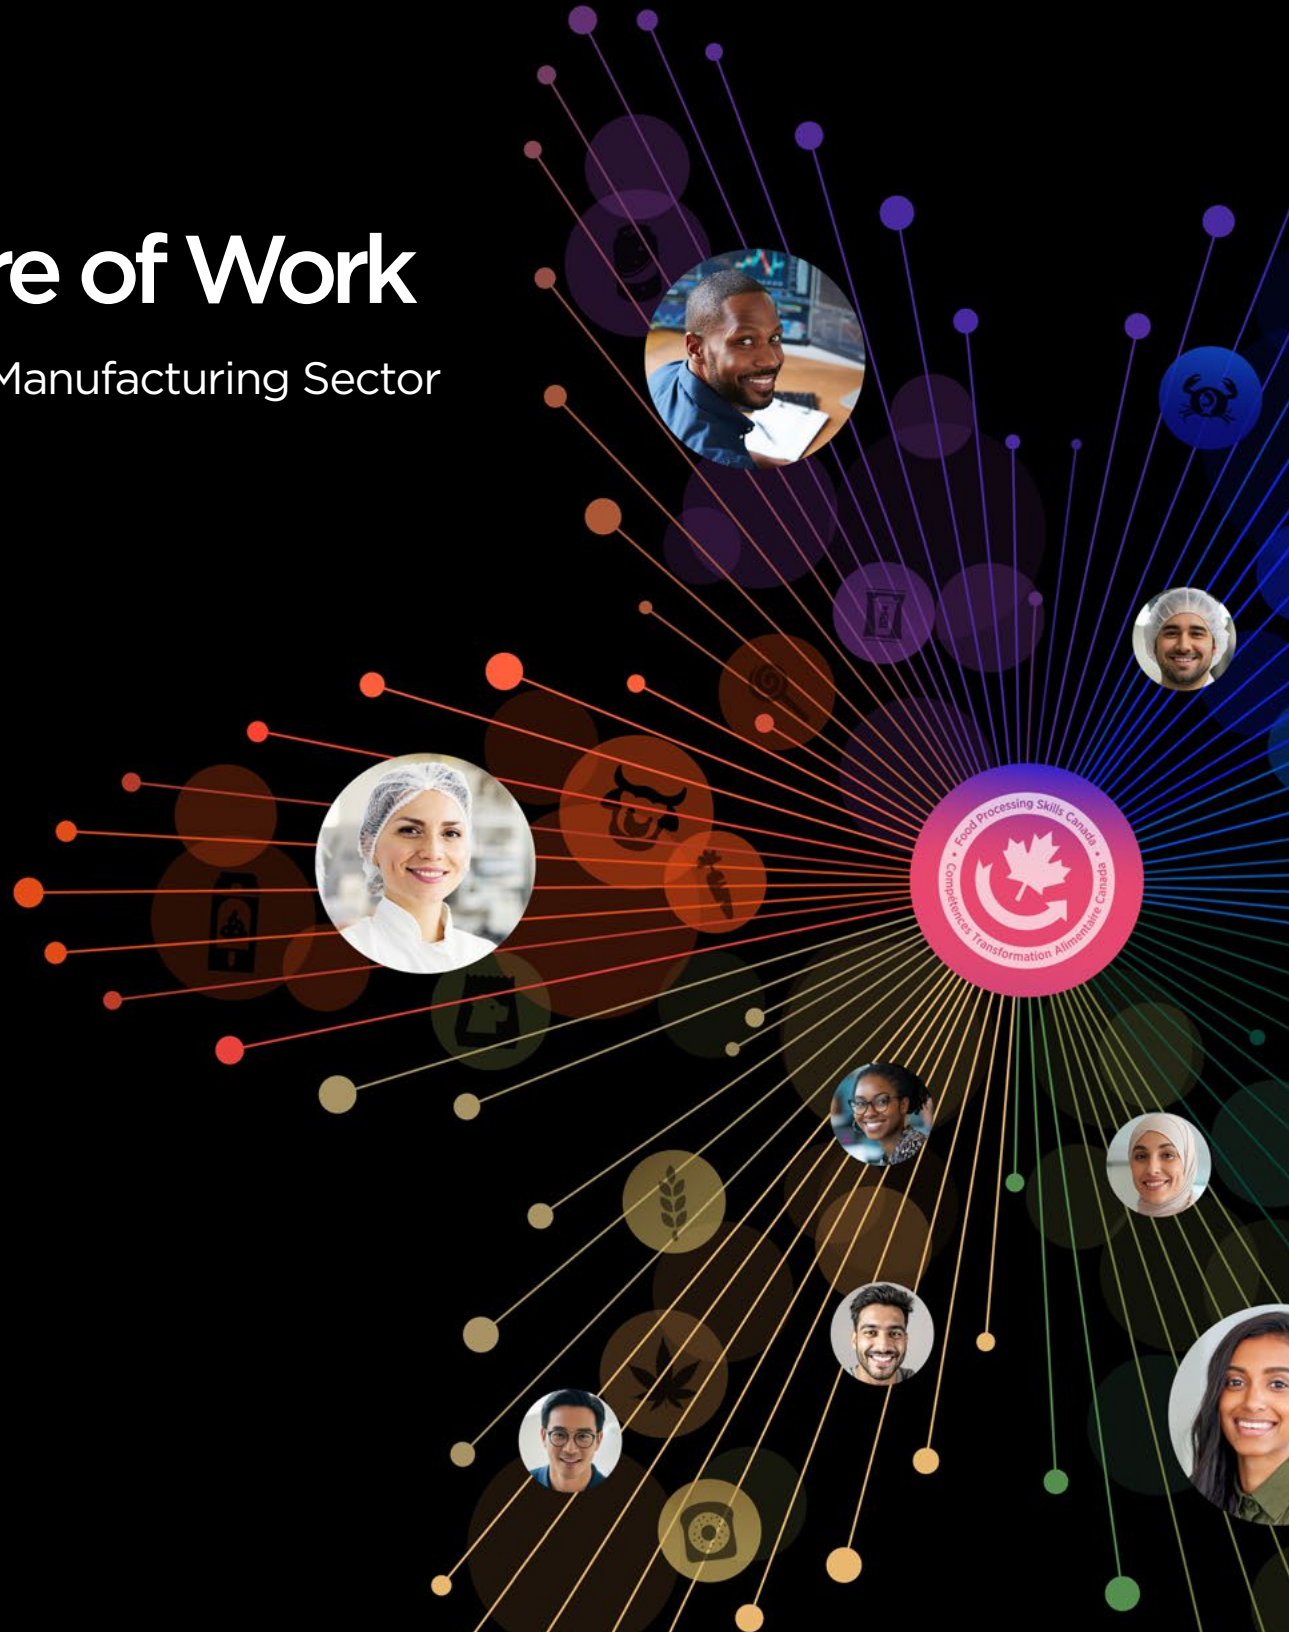 re of Work
Manufacturing Sector
Food Processing Skills Canada
Compétences Transformation Alimentaire Canada